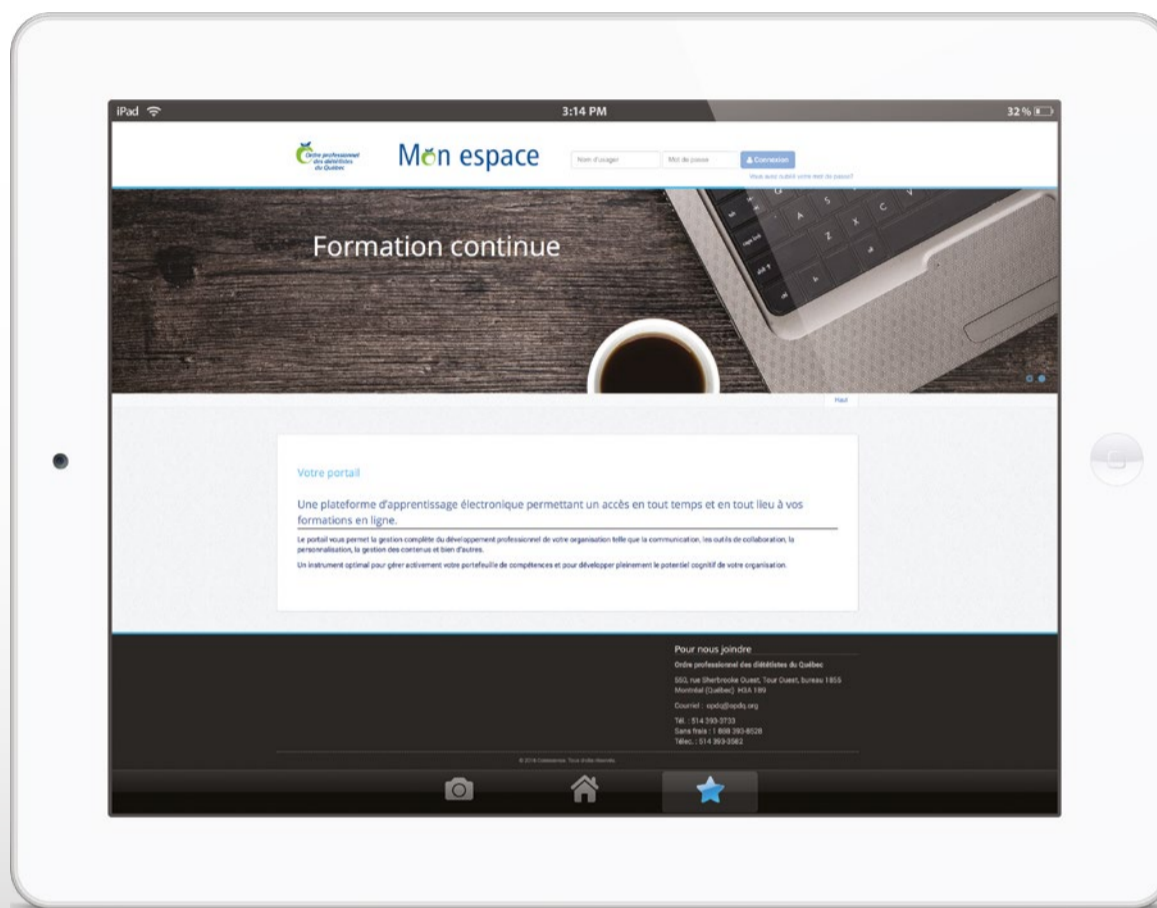 iPad
3:14 PM
32 %
Ordre professionnel
des diététistes
du Québec
Mon espace
Nom d'usager
Mot de passe
Connexion
Vous avez oublié votre mot de passe?
Formation continue
Haut
Votre portail
Une plateforme d'apprentissage électronique permettant un accès en tout temps et en tout lieu à vos
formations en ligne.
Le portail vous permet la gestion complète du développement professionnel de votre organisation telle que la communication, les outils de collaboration, la
personnalisation, la gestion des contenus et bien d'autres.
Un instrument optimal pour gérer activement votre portefeuille de compétences et pour développer pleinement le potentiel cognitif de votre organisation.
Pour nous joindre
Ordre professionnel des diététistes du Québec
550, rue Sherbrooke Ouest, Tour Ouest, bureau 1855
Montréal (Québec) H3A 1B9
Courriel : opdq@opdq.org
Tél. : 514 393-3733
Sans frais : 1 888 393-8528
Téléc. : 514 393-3582
Tous droits réservés.